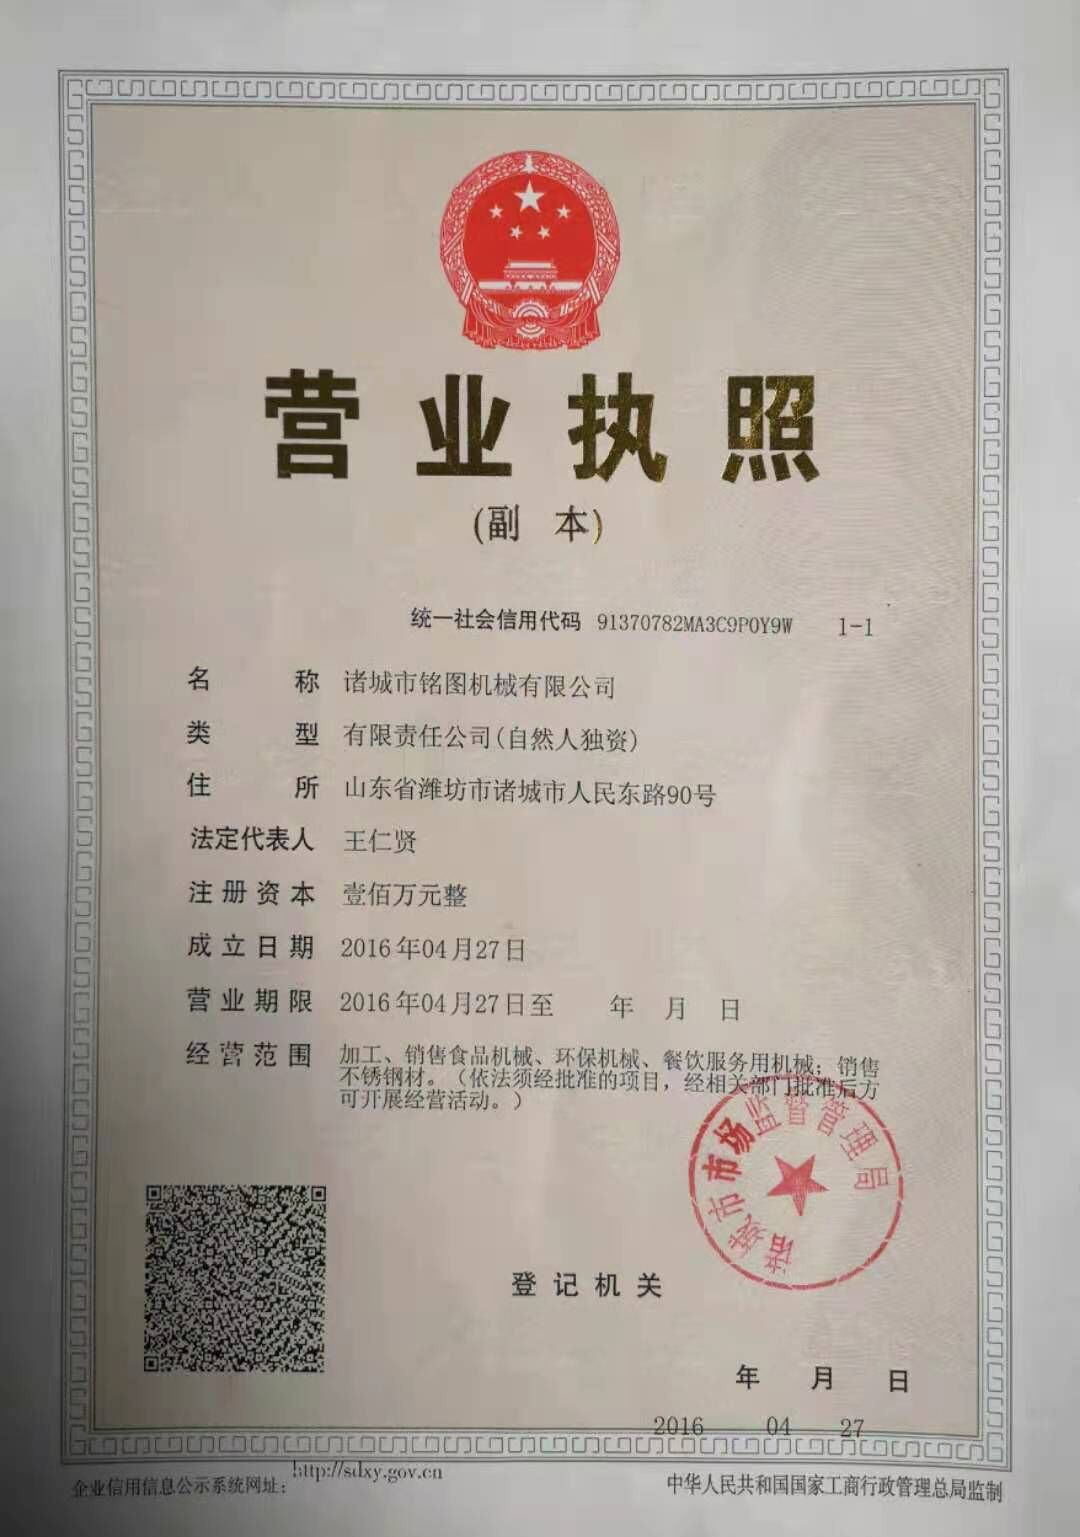 营业执照
(副 本)
统一社会信用代码 91370782MA3C9P0Y9W 1-1
名 称 诸城市铭图机械有限公司
类 型 有限责任公司(自然人独资)
住 所 山东省潍坊市诸城市人民东路90号
法定代表人 王仁贤
注册资本 壹佰万元整
成立日期 2016年04月27日
营业期限 2016年04月27日至 年 月 日
经营范围 加工、销售食品机械、环保机械、餐饮服务用机械；销售
不锈钢材。（依法须经批准的项目，经相关部门批准后方
可开展经营活动。）
诸城市市场监督管理局
登记机关
年 月 日
2016 04 27
企业信用信息公示系统网址： http://sdxy.gov.cn
中华人民共和国国家工商行政管理总局监制